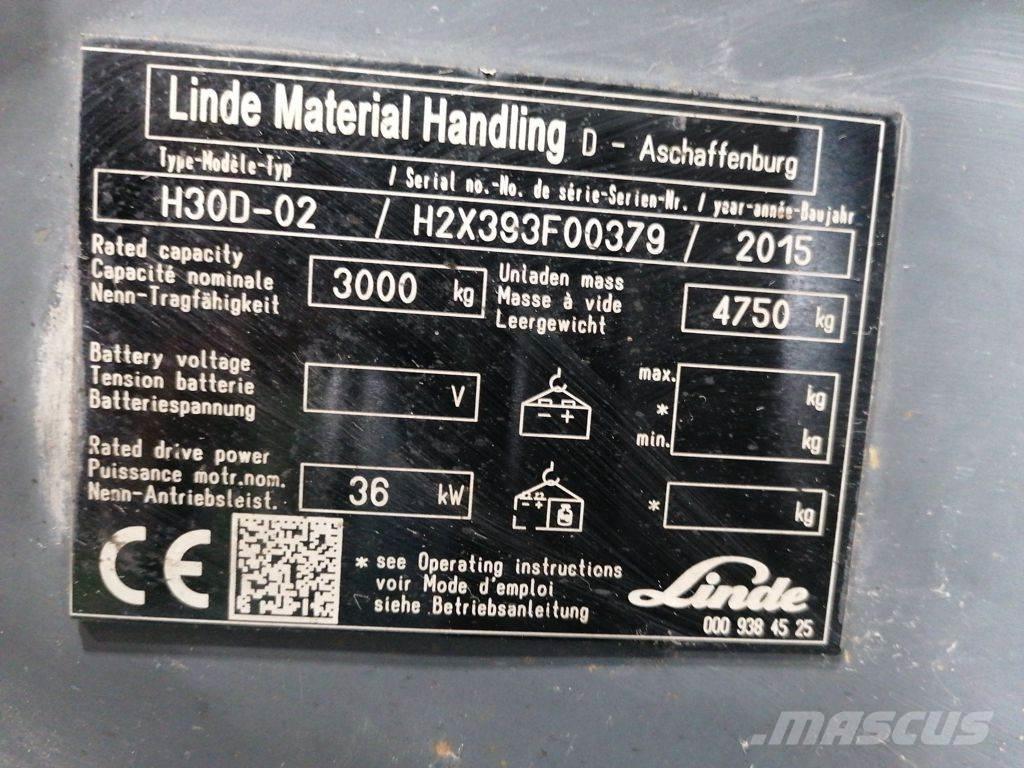 Linde Material Handling D - Aschaffenburg
Type-Modèle-Typ / Serial no.-No. de série-Serien-Nr. / year-année-Baujahr
H30D-02 / H2X393F00379 / 2015
Rated capacity
Capacité nominale
Nenn-Tragfähigkeit
3000 kg
Unladen mass
Masse à vide
Leergewicht
4750 kg
Battery voltage
Tension batterie
Batteriespannung
V
- +
max. kg
*
min. kg
Rated drive power
Puissance motr.nom.
Nenn-Antriebsleist.
36 kW
- +
* kg
CE
* see Operating instructions
voir Mode d'emploi
siehe Betriebsanleitung
Linde
000 938 45 25
MASCUS